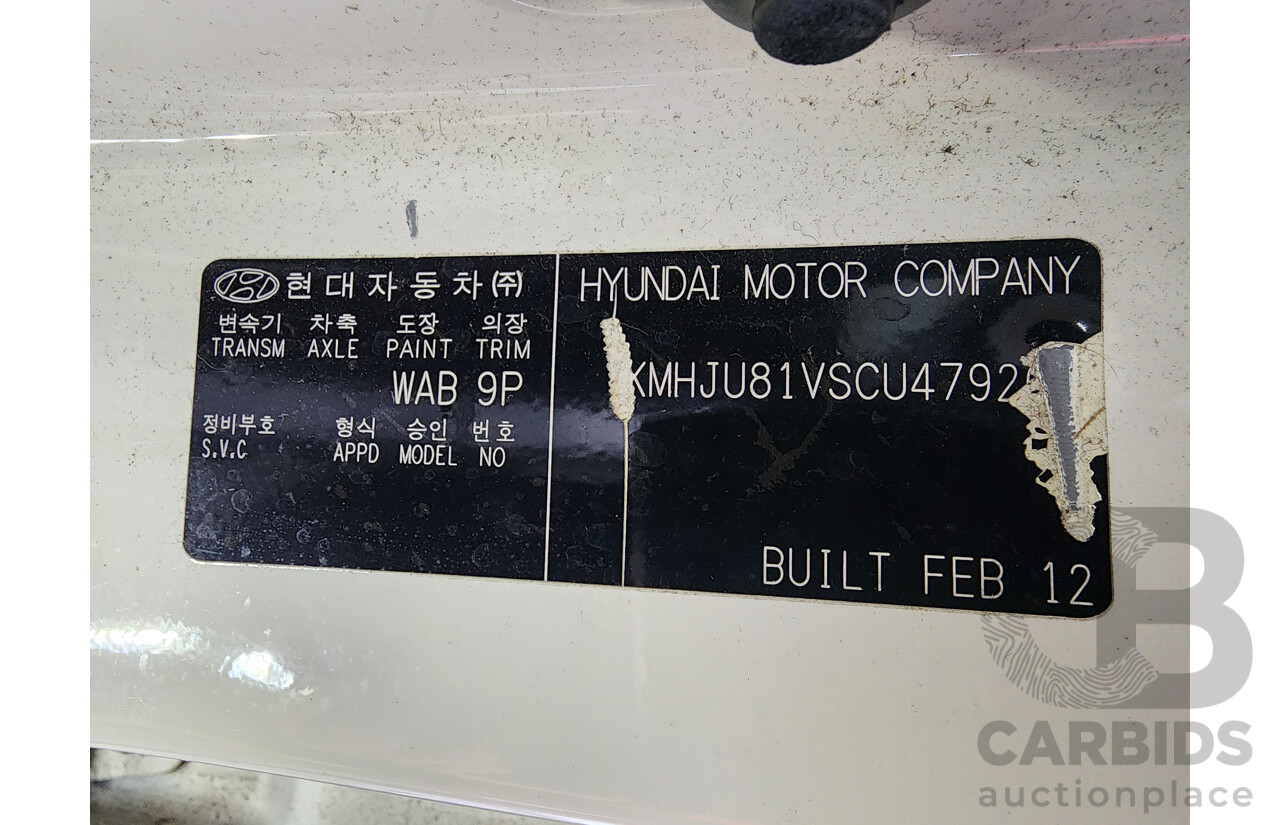 현대자동차㈜
변속기 차축 도장 의장
TRANSM AXLE PAINT TRIM
WAB 9P
정비부호 형식 승인 번호
S.V.C APPD MODEL NO
HYUNDAI MOTOR COMPANY
KMHJU81VSCU4792
BUILT FEB 12
CB
CARBIDS
auctionplace